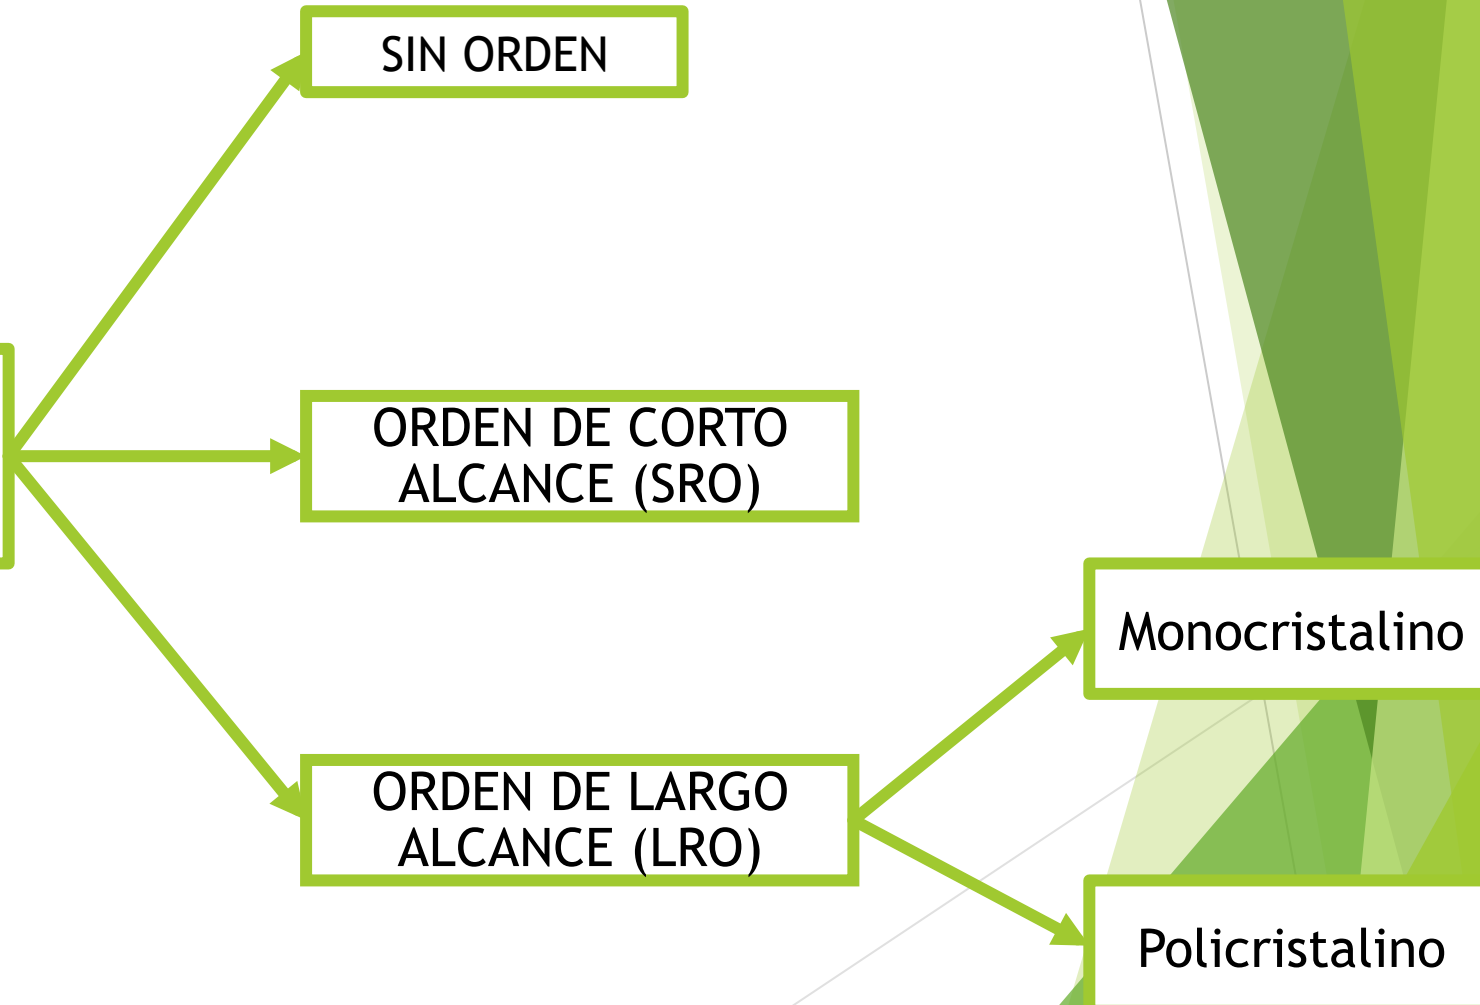 SIN ORDEN
ORDEN DE CORTO
ALCANCE (SRO)
ORDEN DE LARGO
ALCANCE (LRO)
Monocristalino
Policristalino